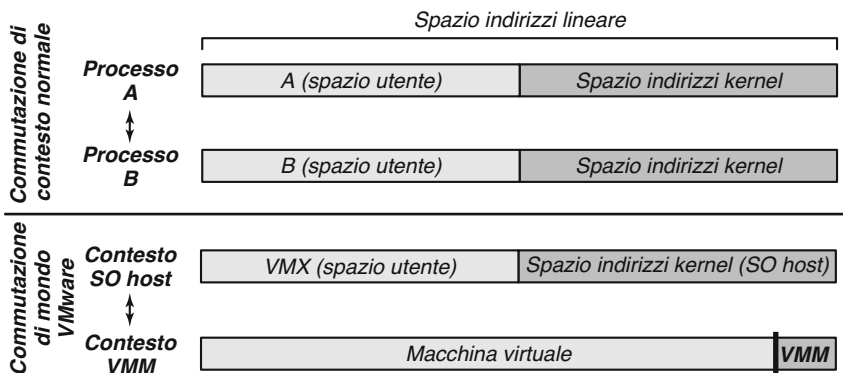 Spazio indirizzi lineare
Commutazione di
contesto normale
Processo
A
A (spazio utente)
Spazio indirizzi kernel
Processo
B
B (spazio utente)
Spazio indirizzi kernel
Commutazione
di mondo
VMware
Contesto
SO host
VMX (spazio utente)
Spazio indirizzi kernel (SO host)
Contesto
VMM
Macchina virtuale
VMM